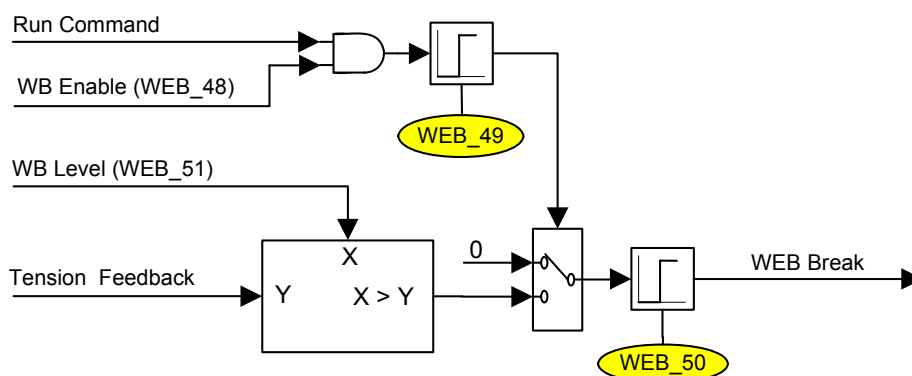 Run Command
WB Enable (WEB_48)
WEB_49
WB Level (WEB_51)
X
0
WEB Break
Tension Feedback
Y
X > Y
WEB_50